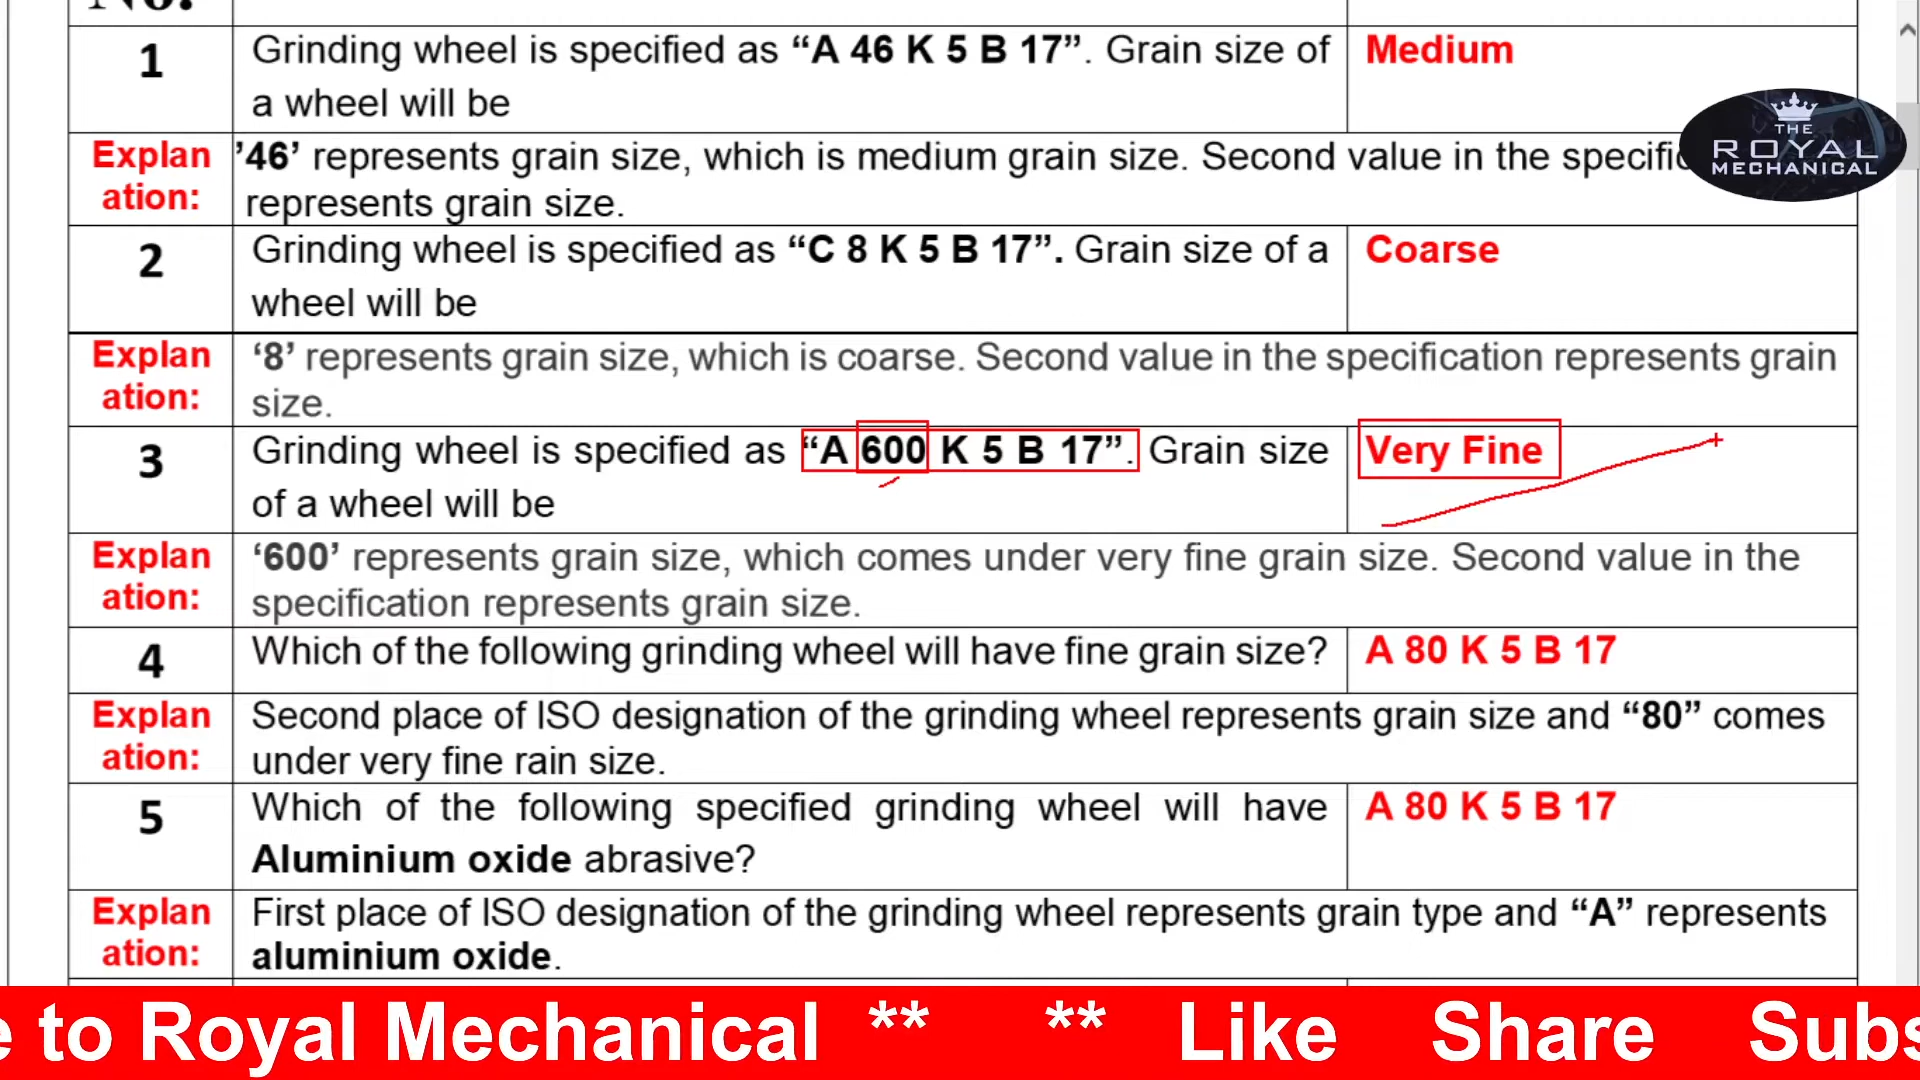 No.
1
Grinding wheel is specified as “A 46 K 5 B 17”. Grain size of
a wheel will be
Medium
THE
ROYAL
MECHANICAL
Explan
ation:
’46’ represents grain size, which is medium grain size. Second value in the specific
represents grain size.
2
Grinding wheel is specified as “C 8 K 5 B 17”. Grain size of a
wheel will be
Coarse
Explan
ation:
‘8’ represents grain size, which is coarse. Second value in the specification represents grain
size.
3
Grinding wheel is specified as “A 600 K 5 B 17”. Grain size
of a wheel will be
Very Fine
Explan
ation:
‘600’ represents grain size, which comes under very fine grain size. Second value in the
specification represents grain size.
4
Which of the following grinding wheel will have fine grain size?
A 80 K 5 B 17
Explan
ation:
Second place of ISO designation of the grinding wheel represents grain size and “80” comes
under very fine rain size.
5
Which of the following specified grinding wheel will have
Aluminium oxide abrasive?
A 80 K 5 B 17
Explan
ation:
First place of ISO designation of the grinding wheel represents grain type and “A” represents
aluminium oxide.
e to Royal Mechanical ** ** Like Share Subs